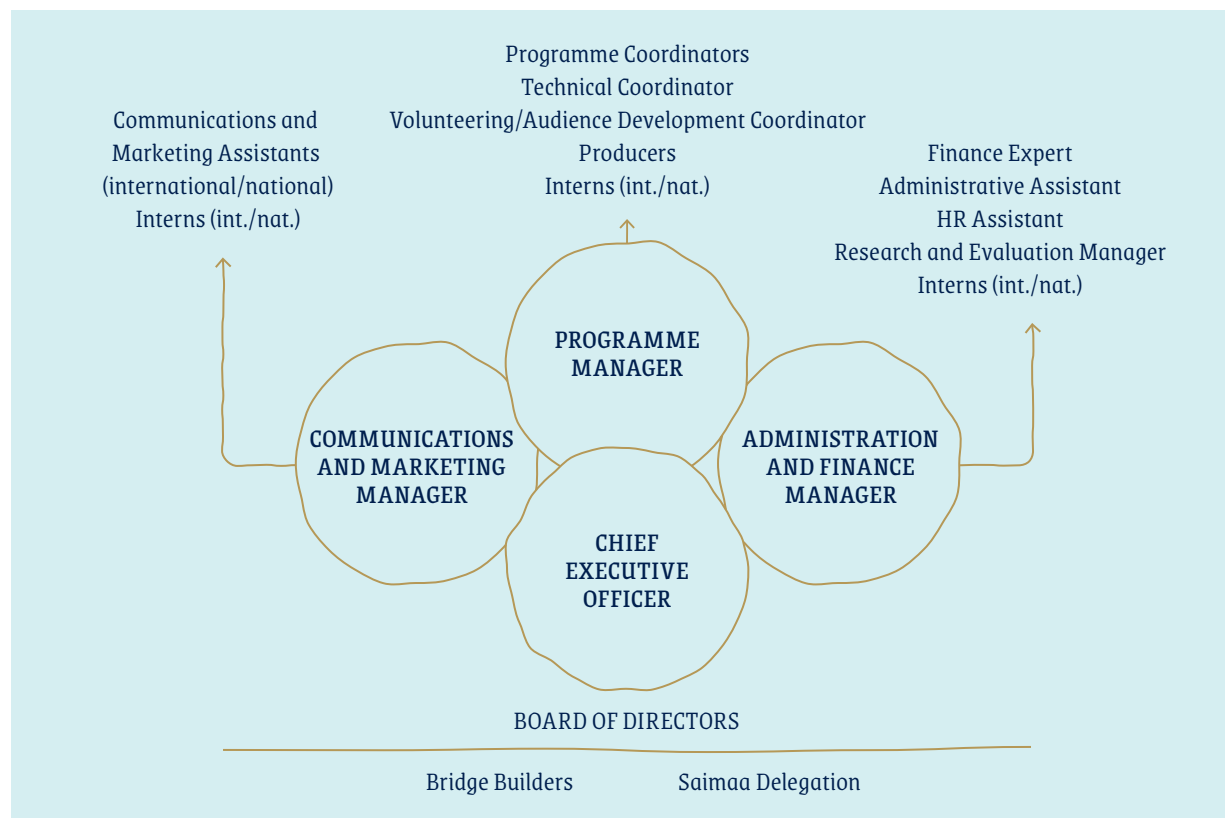 Programme Coordinators
Technical Coordinator
Volunteering/Audience Development Coordinator
Producers
Interns (int./nat.)
Communications and
Marketing Assistants
(international/national)
Interns (int./nat.)
Finance Expert
Administrative Assistant
HR Assistant
Research and Evaluation Manager
Interns (int./nat.)
PROGRAMME
MANAGER
COMMUNICATIONS
AND MARKETING
MANAGER
ADMINISTRATION
AND FINANCE
MANAGER
CHIEF
EXECUTIVE
OFFICER
BOARD OF DIRECTORS
Bridge Builders
Saimaa Delegation